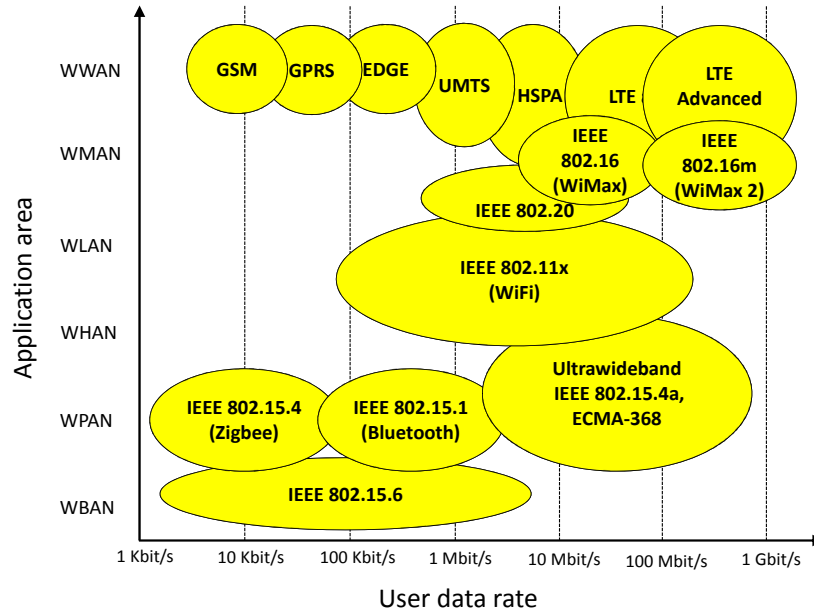 WWAN
GSM
GPRS
EDGE
UMTS
HSPA
LTE
LTE
Advanced
WMAN
IEEE
802.16
(WiMax)
IEEE
802.16m
(WiMax 2)
IEEE 802.20
WLAN
IEEE 802.11x
(WiFi)
WHAN
Ultrawideband
IEEE 802.15.4a,
ECMA-368
WPAN
IEEE 802.15.4
(Zigbee)
IEEE 802.15.1
(Bluetooth)
WBAN
IEEE 802.15.6
Application area
1 Kbit/s
10 Kbit/s
100 Kbit/s
1 Mbit/s
10 Mbit/s
100 Mbit/s
1 Gbit/s
User data rate